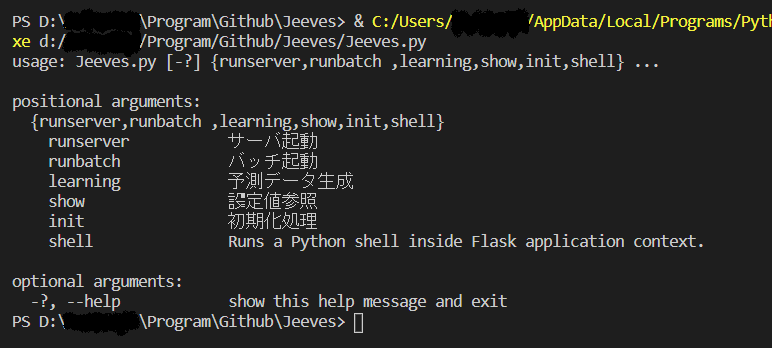 PS D:\ \Program\Github\Jeeves> & C:/Users/ /AppData/Local/Programs/Pyth
xe d:/ /Program/Github/Jeeves/Jeeves.py
usage: Jeeves.py [-?] {runserver,runbatch ,learning,show,init,shell} ...
positional arguments:
{runserver,runbatch ,learning,show,init,shell}
runserver サーバ起動
runbatch バッチ起動
learning 予測データ生成
show 設定値参照
init 初期化処理
shell Runs a Python shell inside Flask application context.
optional arguments:
-?, --help show this help message and exit
PS D:\ \Program\Github\Jeeves>